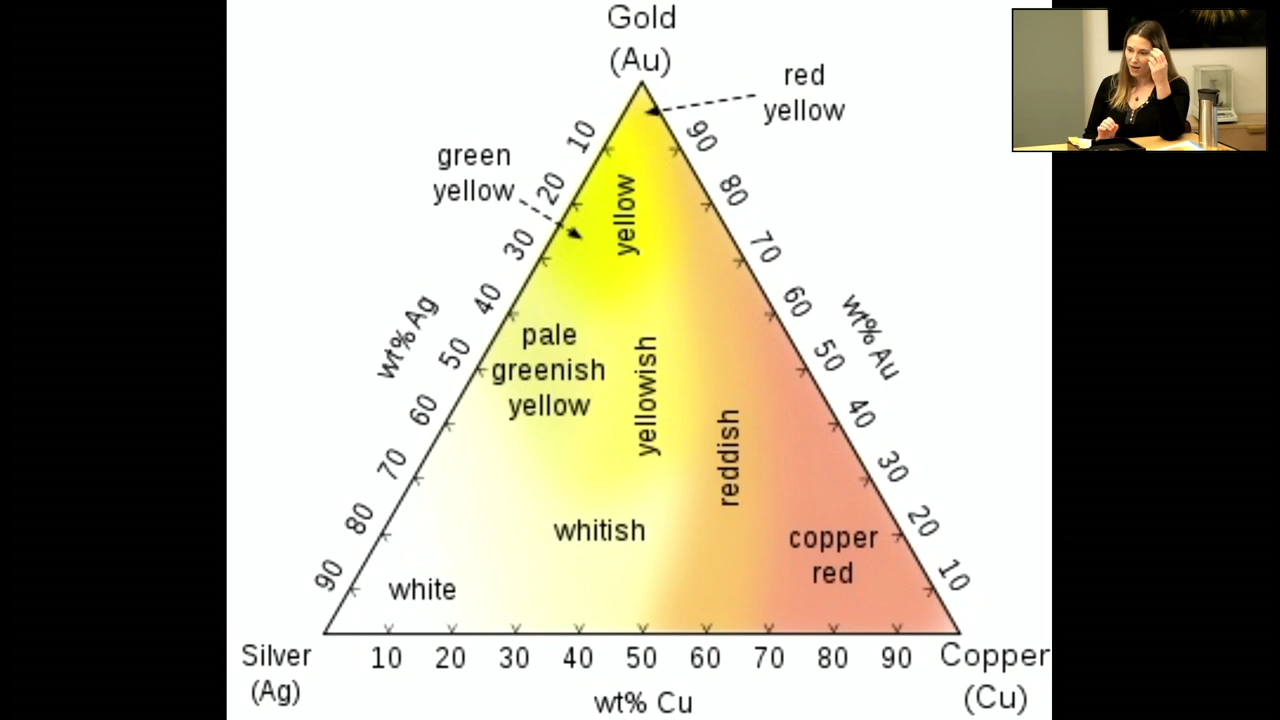 Gold
(Au)
red
yellow
green
yellow
10
20
30
40
50
60
70
80
90
wt% Ag
90
80
70
60
50
40
30
20
10
wt% Au
yellow
pale
greenish
yellow
yellowish
reddish
whitish
copper
red
white
Silver
(Ag)
10 20 30 40 50 60 70 80 90
Copper
(Cu)
wt% Cu